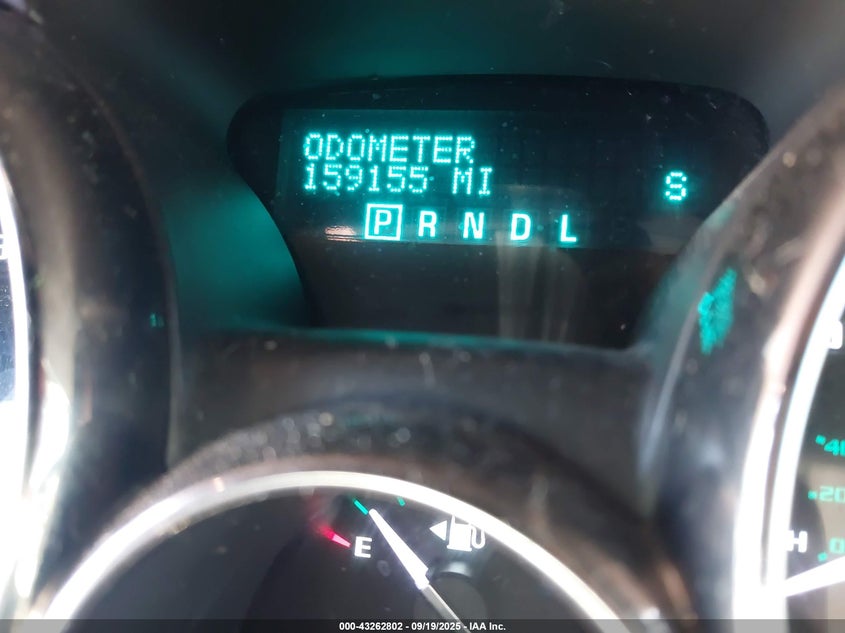 ODOMETER
159155 MI
S
P R N D L
E
H
000-43262802 - 09/19/2025 - IAA Inc.